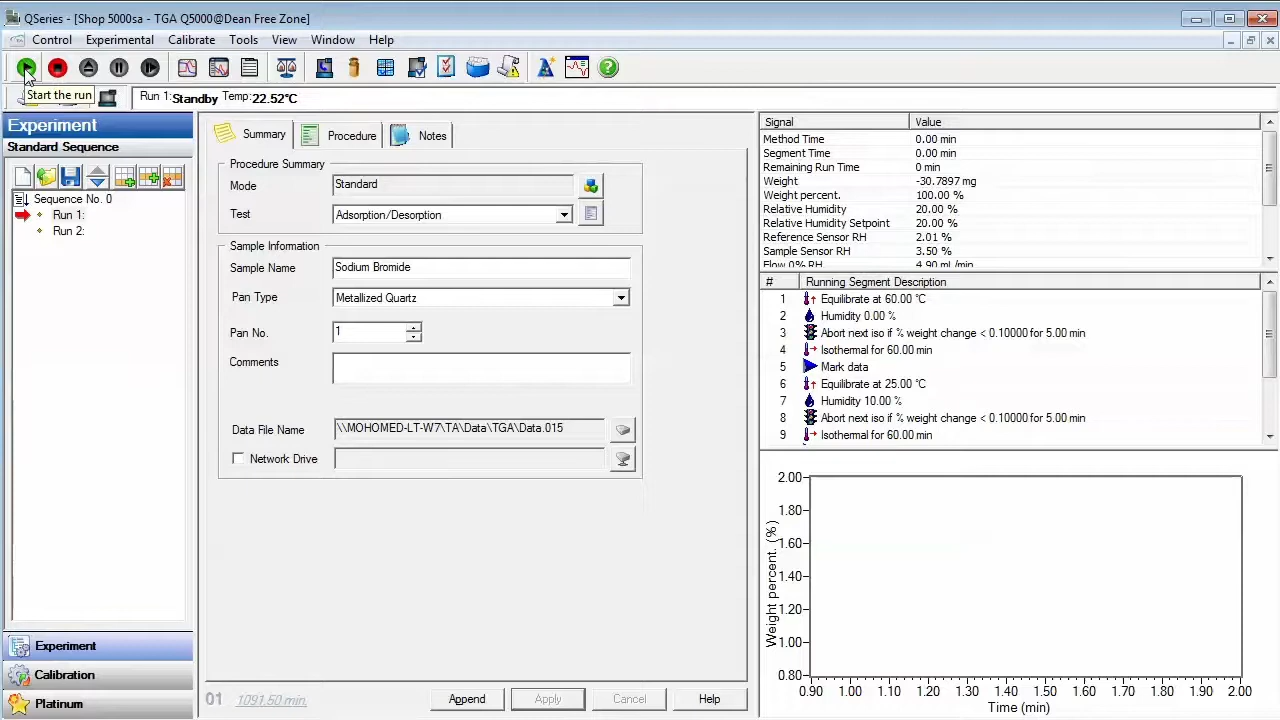 QSeries - [Shop 5000sa - TGA Q5000@Dean Free Zone]
Control Experimental Calibrate Tools View Window Help
Start the run
Run 1: Standby Temp: 22.52°C
Experiment
Standard Sequence
Sequence No. 0
Run 1:
Run 2:
Experiment
Calibration
Platinum
Summary Procedure Notes
Procedure Summary
Mode Standard
Test Adsorption/Desorption
Sample Information
Sample Name Sodium Bromide
Pan Type Metallized Quartz
Pan No. 1
Comments
Data File Name \\MOHOMED-LT-W7\TA\Data\TGA\Data.015
Network Drive
01 1091.50 min. Append Apply Cancel Help
Signal Value
Method Time 0.00 min
Segment Time 0.00 min
Remaining Run Time 0 min
Weight -30.7897 mg
Weight percent. 100.00 %
Relative Humidity 20.00 %
Relative Humidity Setpoint 20.00 %
Reference Sensor RH 2.01 %
Sample Sensor RH 3.50 %
Flow 0% RH 4.90 mL/min
# Running Segment Description
1 Equilibrate at 60.00 °C
2 Humidity 0.00 %
3 Abort next iso if % weight change < 0.10000 for 5.00 min
4 Isothermal for 60.00 min
5 Mark data
6 Equilibrate at 25.00 °C
7 Humidity 10.00 %
8 Abort next iso if % weight change < 0.10000 for 5.00 min
9 Isothermal for 60.00 min
Weight percent. (%)
2.00
1.80
1.60
1.40
1.20
1.00
0.80
0.90 1.00 1.10 1.20 1.30 1.40 1.50 1.60 1.70 1.80 1.90 2.00
Time (min)